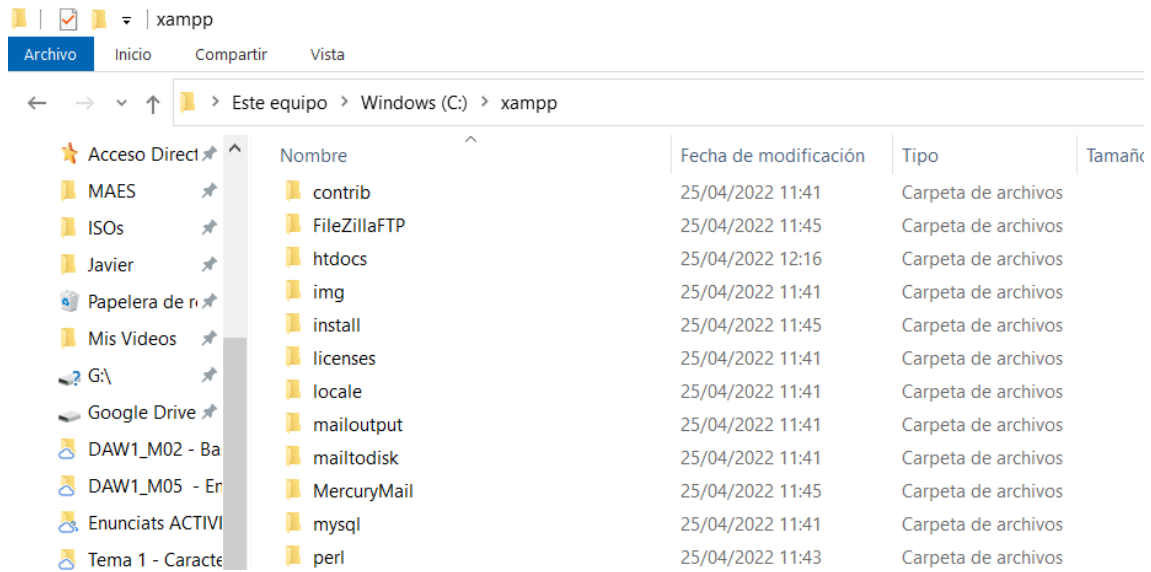 xampp
Archivo Inicio Compartir Vista
Este equipo > Windows (C:) > xampp
Acceso Direct
MAES
ISOs
Javier
Papelera de r
Mis Videos
G:\
Google Drive
DAW1_M02 - Ba
DAW1_M05 - En
Enunciats ACTIVI
Tema 1 - Caracte
Nombre Fecha de modificación Tipo Tamaño
contrib 25/04/2022 11:41 Carpeta de archivos
FileZillaFTP 25/04/2022 11:45 Carpeta de archivos
htdocs 25/04/2022 12:16 Carpeta de archivos
img 25/04/2022 11:41 Carpeta de archivos
install 25/04/2022 11:45 Carpeta de archivos
licenses 25/04/2022 11:41 Carpeta de archivos
locale 25/04/2022 11:41 Carpeta de archivos
mailoutput 25/04/2022 11:41 Carpeta de archivos
mailtodisk 25/04/2022 11:41 Carpeta de archivos
MercuryMail 25/04/2022 11:45 Carpeta de archivos
mysql 25/04/2022 11:41 Carpeta de archivos
perl 25/04/2022 11:43 Carpeta de archivos